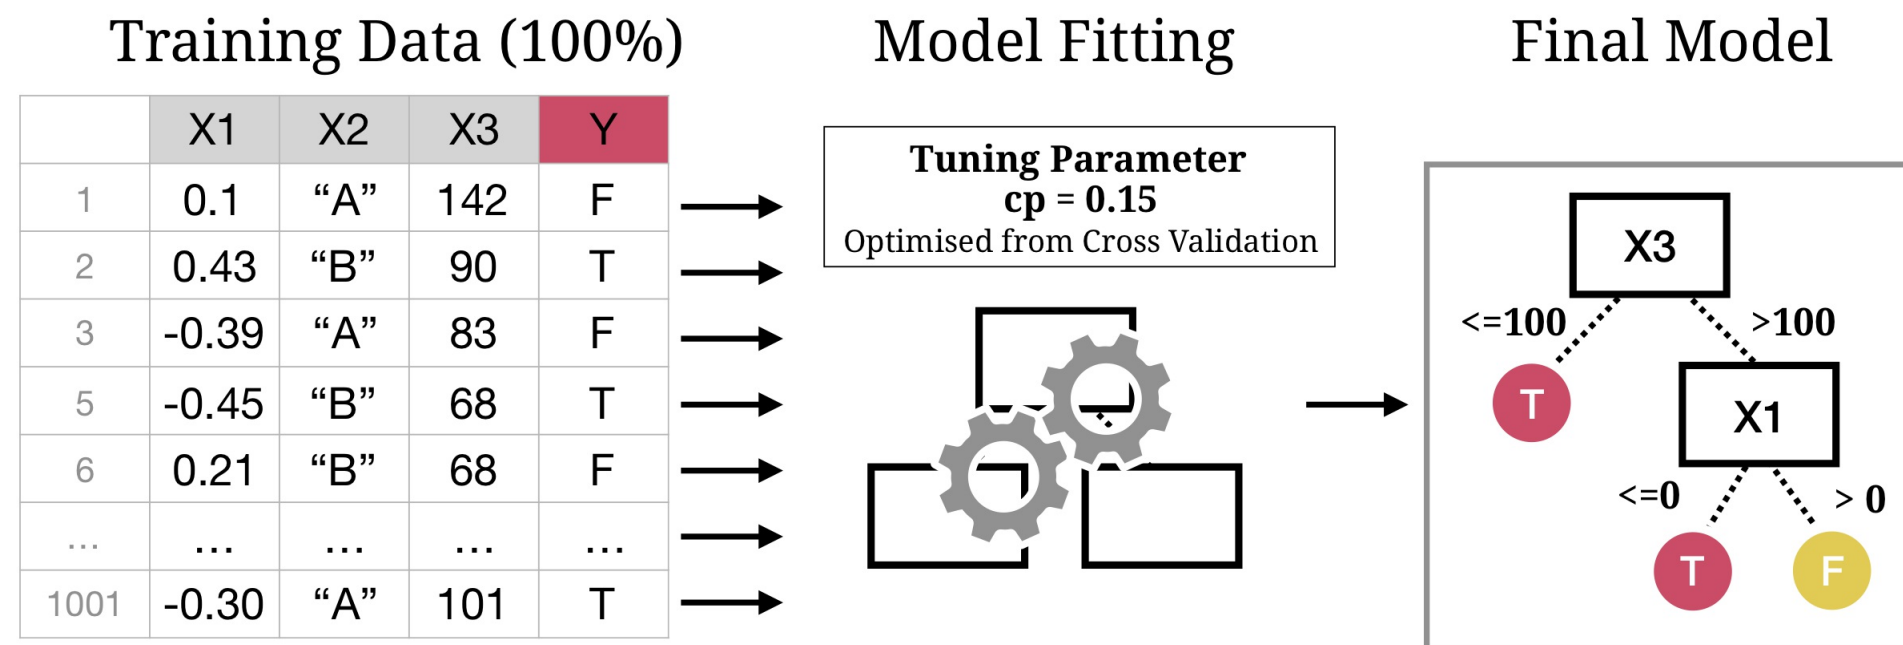 Training Data (100%)
Model Fitting
Final Model
X1 X2 X3 Y
1 0.1 “A” 142 F
2 0.43 “B” 90 T
3 -0.39 “A” 83 F
5 -0.45 “B” 68 T
6 0.21 “B” 68 F
... ... ... ... ...
1001 -0.30 “A” 101 T
Tuning Parameter
cp = 0.15
Optimised from Cross Validation
X3
<=100 >100
T
X1
<=0 > 0
T F